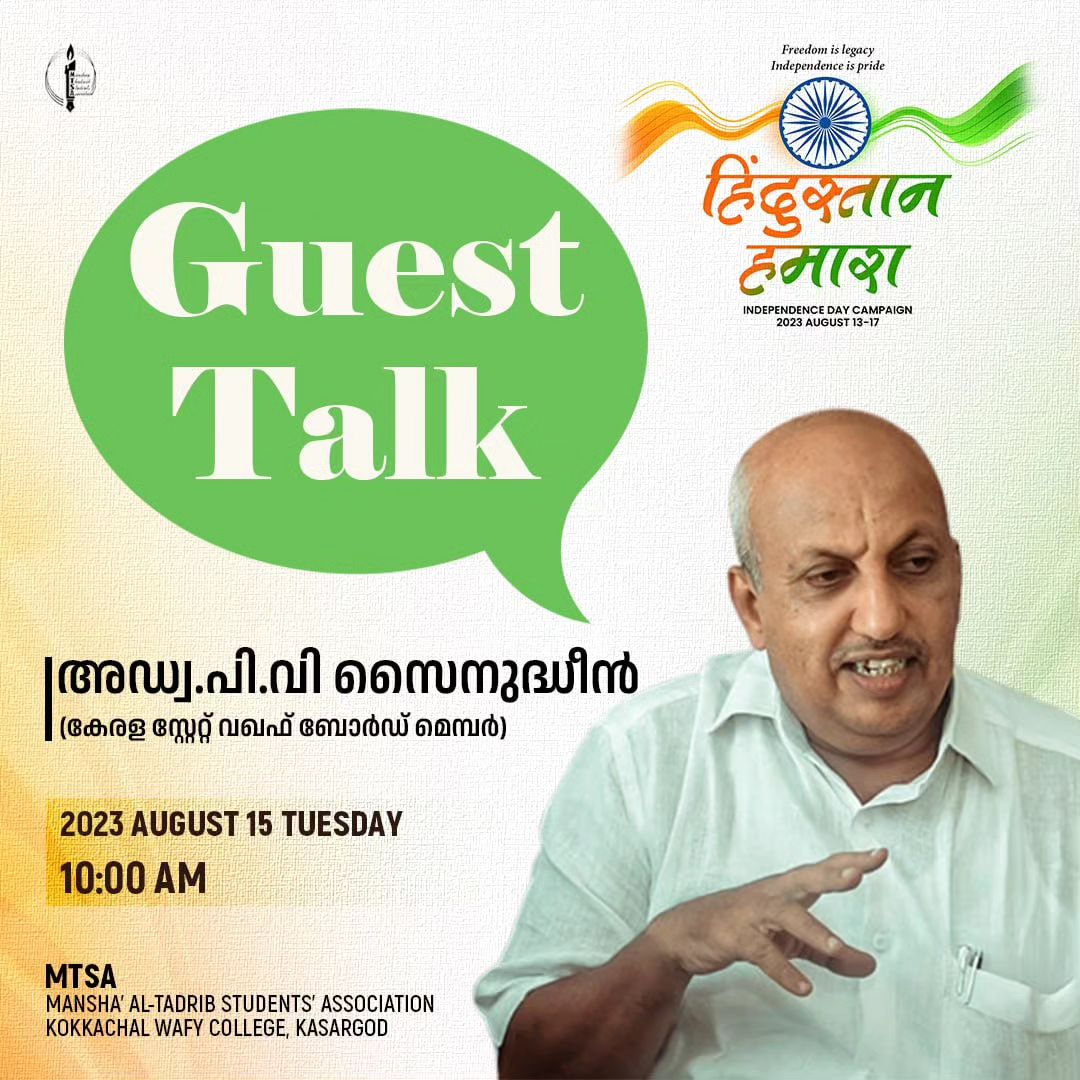 Freedom is legacy
Independence is pride
हिंदुस्तान
हमारा
INDEPENDENCE DAY CAMPAIGN
2023 AUGUST 13-17
Guest
Talk
അഡ്വ.പി.വി സൈനുദ്ധീൻ
(കേരള സ്റ്റേറ്റ് വഖഫ് ബോർഡ് മെമ്പർ)
2023 AUGUST 15 TUESDAY
10:00 AM
MTSA
MANSHA' AL-TADRIB STUDENTS' ASSOCIATION
KOKKACHAL WAFY COLLEGE, KASARGOD